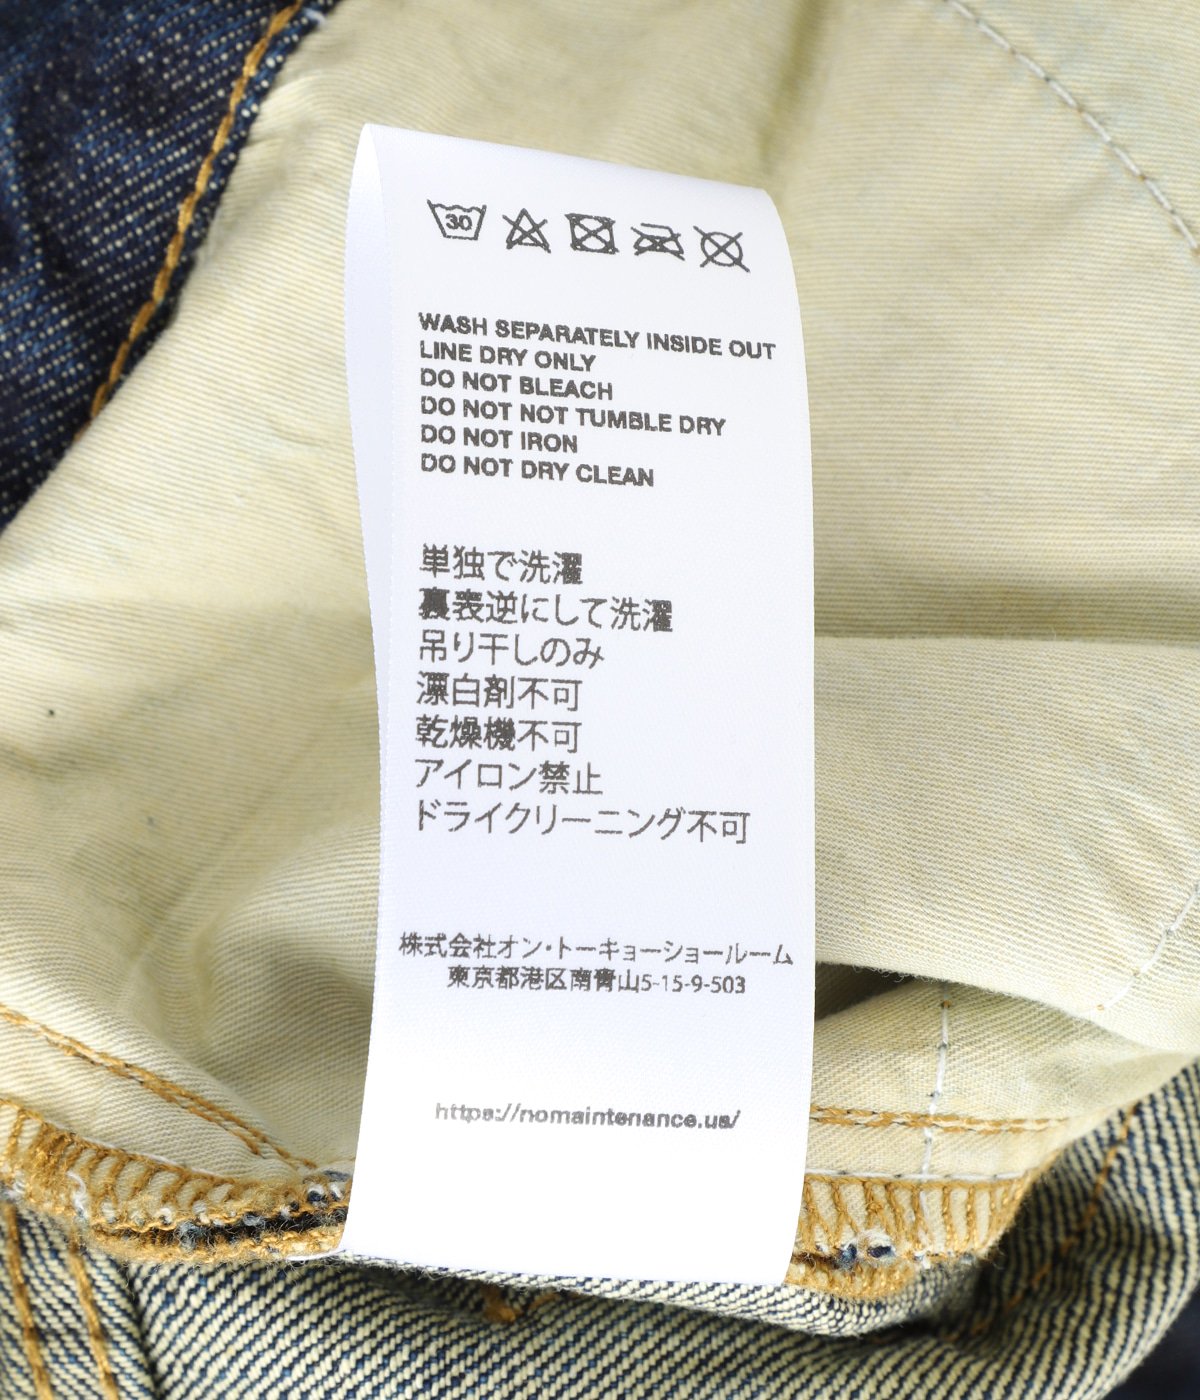 30
WASH SEPARATELY INSIDE OUT
LINE DRY ONLY
DO NOT BLEACH
DO NOT NOT TUMBLE DRY
DO NOT IRON
DO NOT DRY CLEAN
単独で洗濯
裏表逆にして洗濯
吊り干しのみ
漂白剤不可
乾燥機不可
アイロン禁止
ドライクリーニング不可
株式会社オン・トーキョーショールーム
東京都港区南青山5-15-9-503
https://nomaintenance.us/